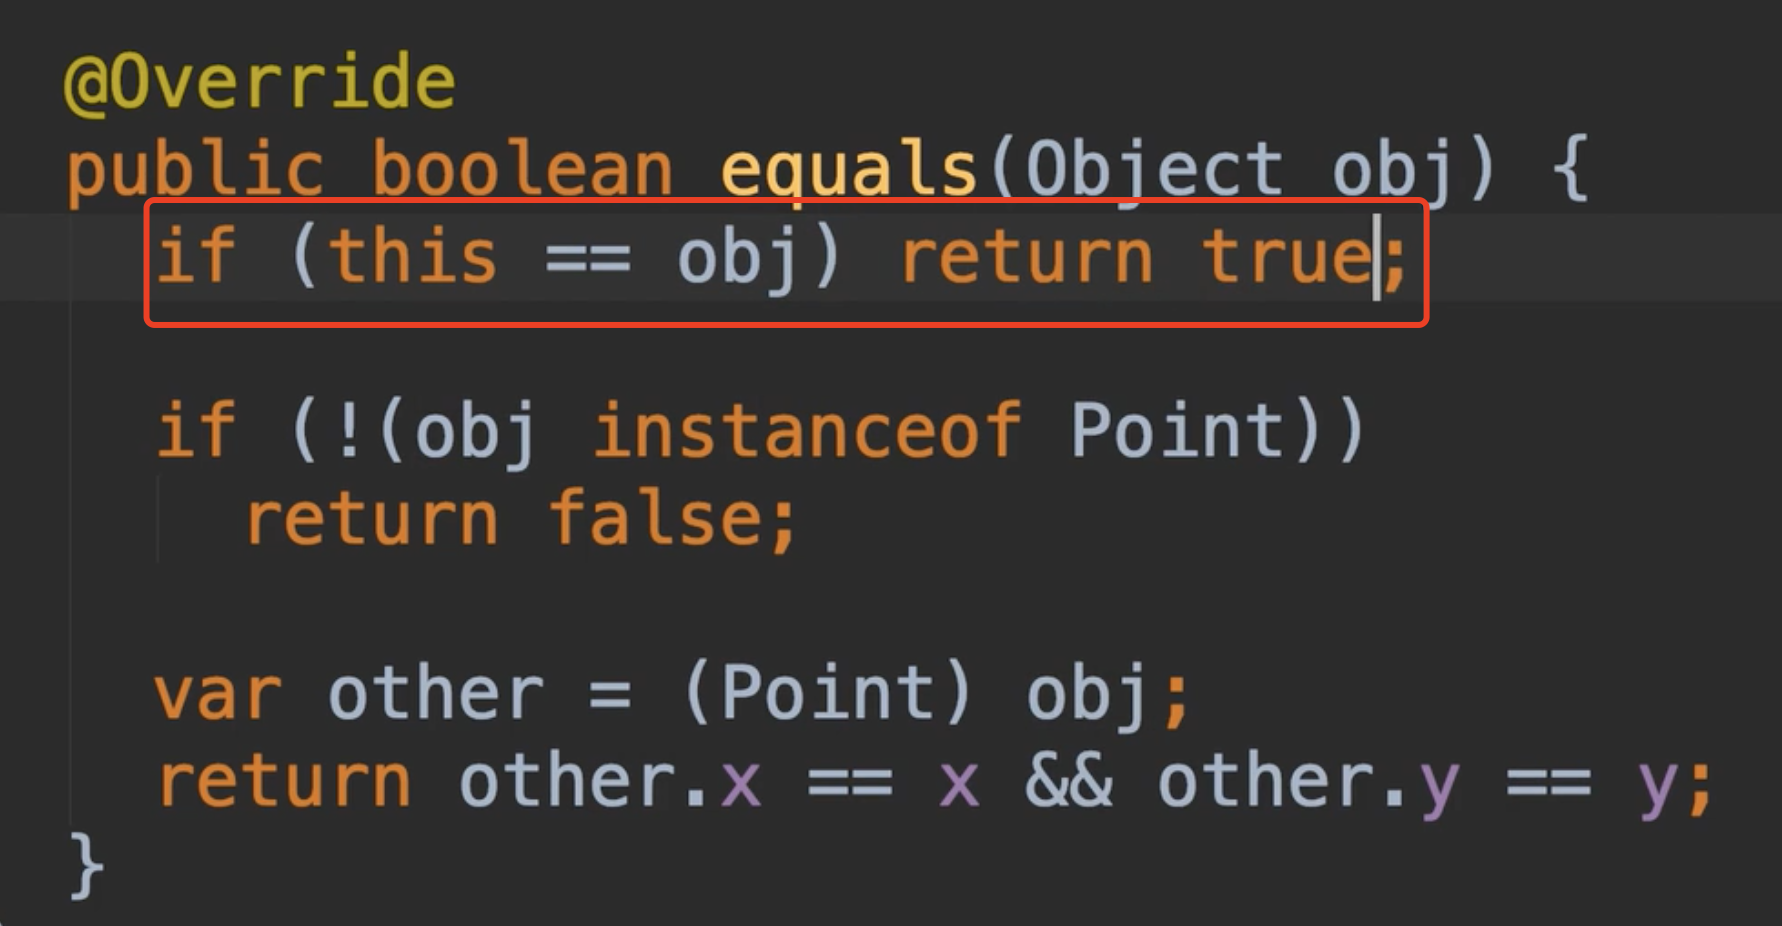 @Override
public boolean equals(Object obj) {
if (this == obj) return true;
if (!(obj instanceof Point))
return false;
var other = (Point) obj;
return other.x == x && other.y == y;
}